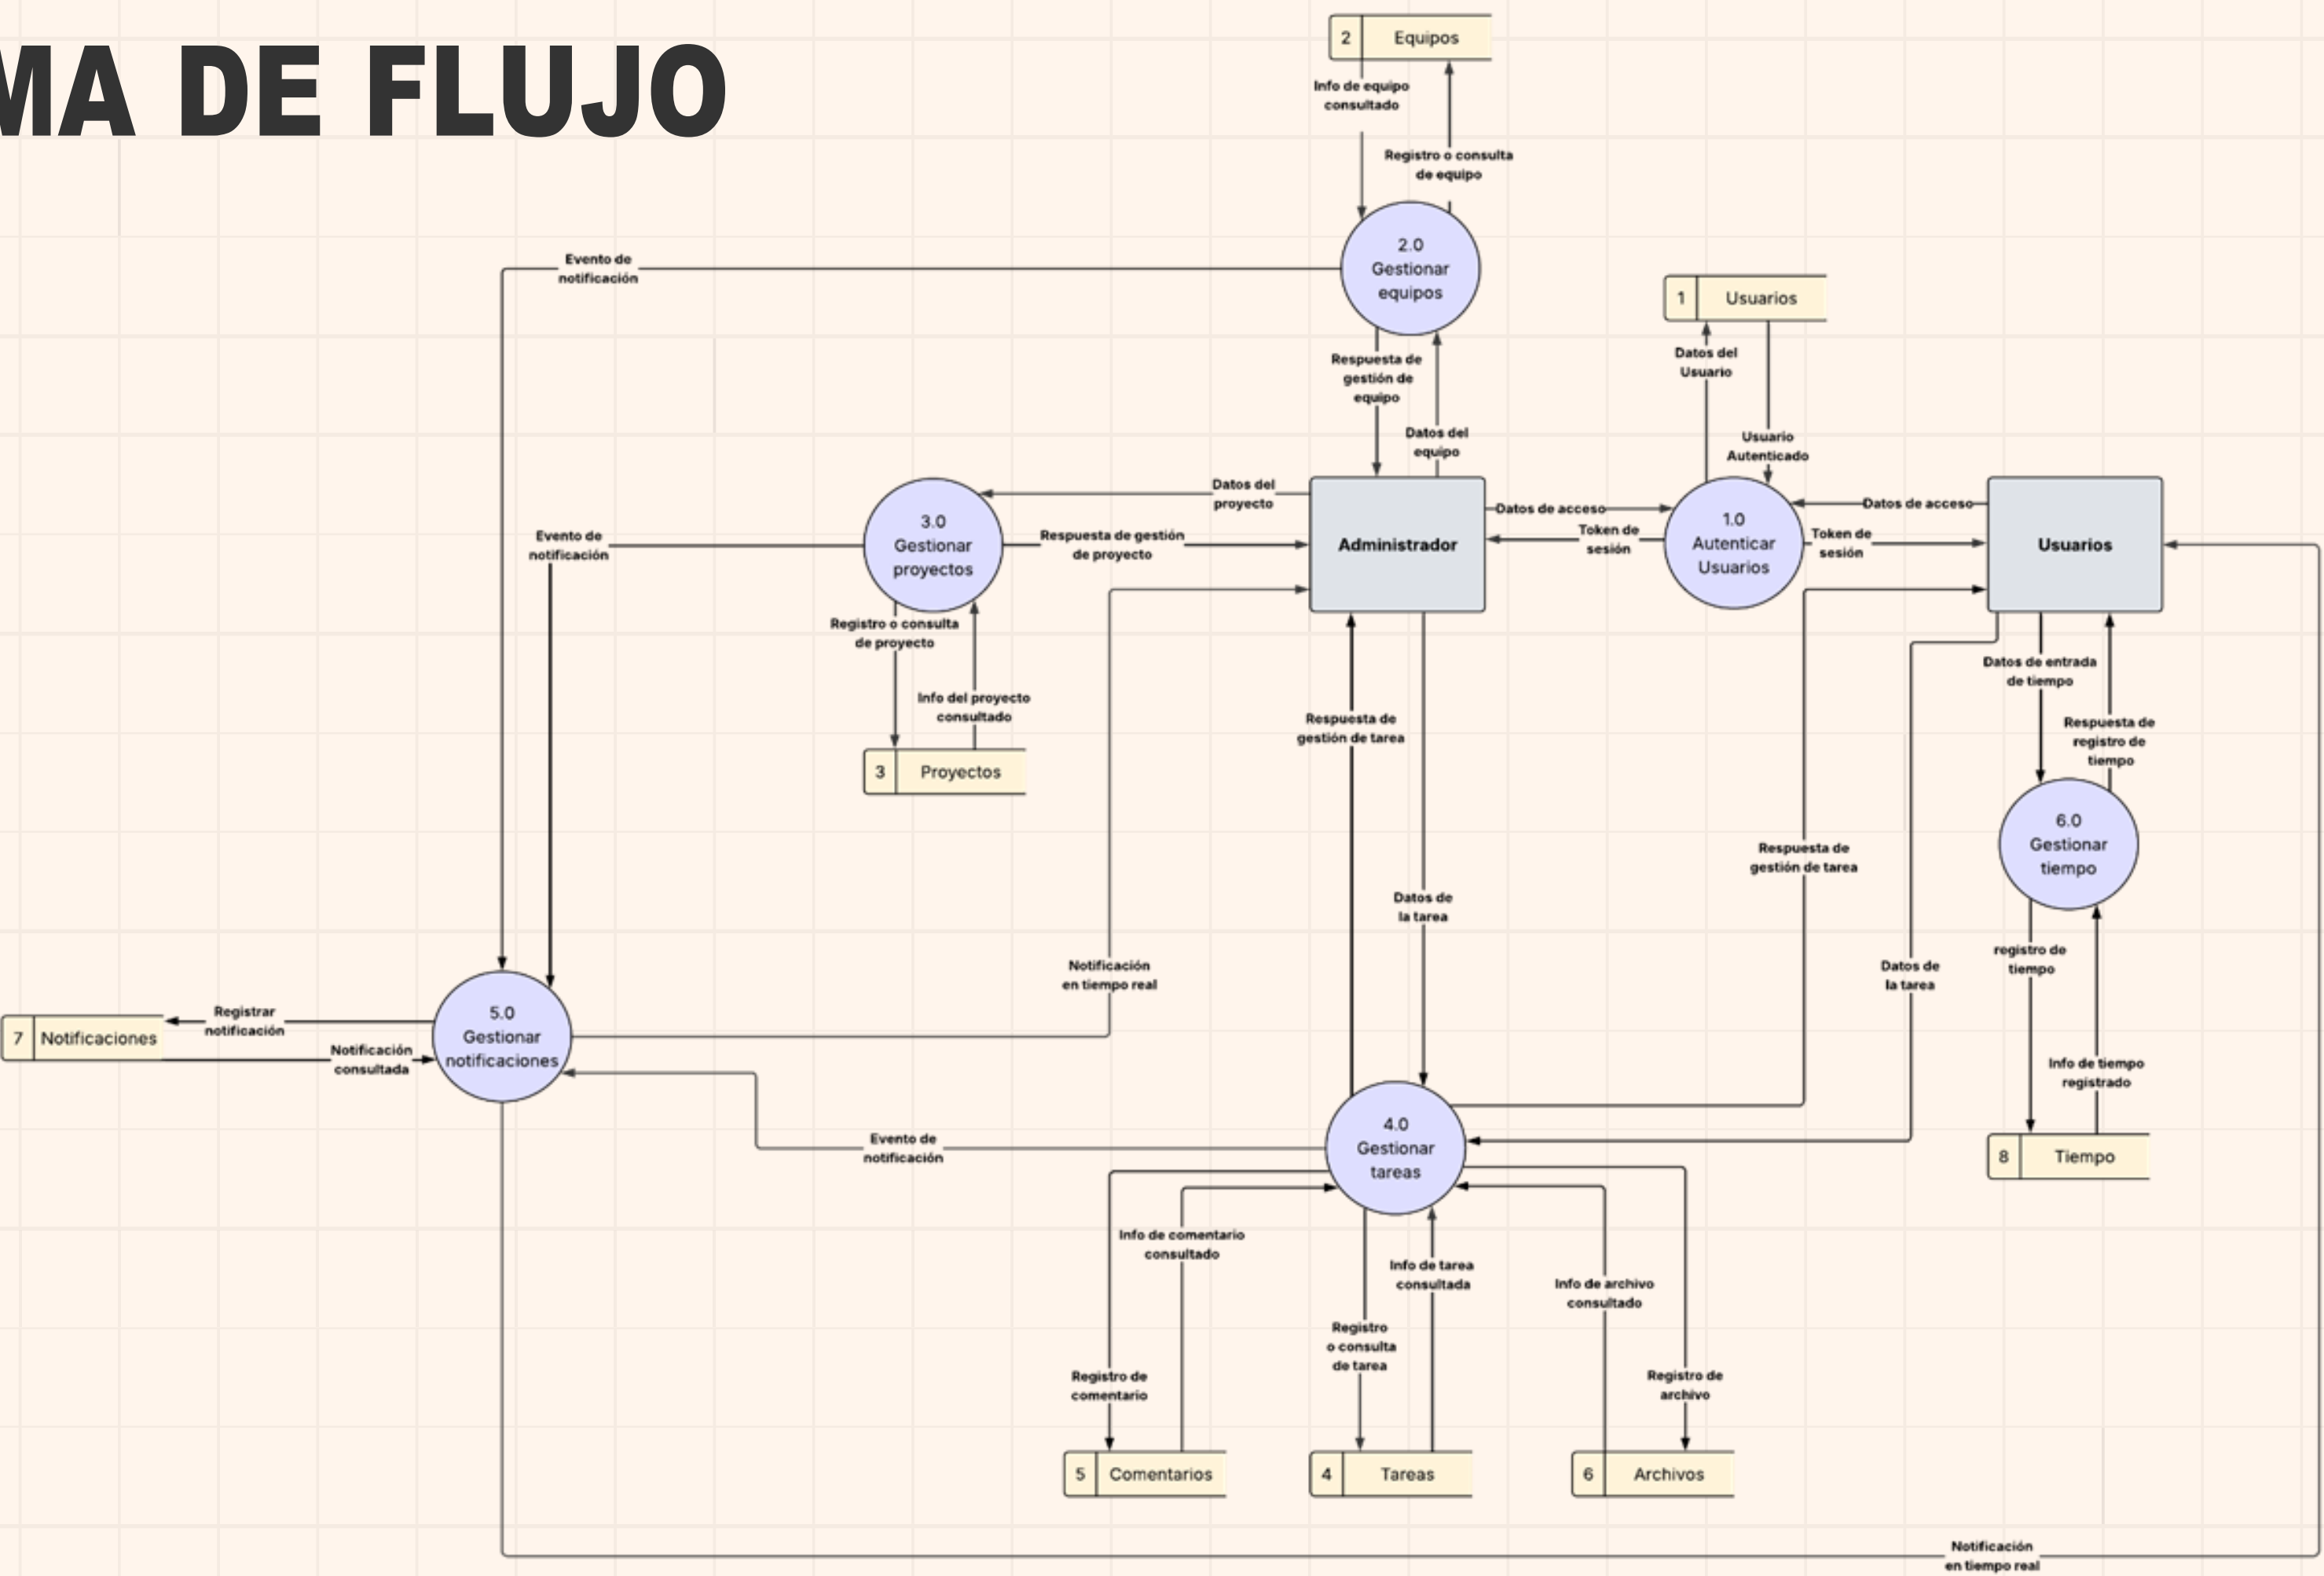 MA DE FLUJO
2 Equipos
Info de equipo
consultado
Registro o consulta
de equipo
2.0
Gestionar
equipos
Evento de
notificación
1 Usuarios
Respuesta de
gestión de
equipo
Datos del
equipo
Datos del
Usuario
Usuario
Autenticado
3.0
Gestionar
proyectos
Datos del
proyecto
Respuesta de gestión
de proyecto
Evento de
notificación
Administrador
Datos de acceso
Token de
sesión
1.0
Autenticar
Usuarios
Datos de acceso
Token de
sesión
Usuarios
Registro o consulta
de proyecto
Info del proyecto
consultado
3 Proyectos
Respuesta de
gestión de tarea
Datos de
la tarea
Datos de entrada
de tiempo
Respuesta de
registro de
tiempo
6.0
Gestionar
tiempo
Respuesta de
gestión de tarea
Datos de
la tarea
registro de
tiempo
Info de tiempo
registrado
8 Tiempo
Notificación
en tiempo real
7 Notificaciones
Registrar
notificación
Notificación
consultada
5.0
Gestionar
notificaciones
Evento de
notificación
4.0
Gestionar
tareas
Info de comentario
consultado
Registro de
comentario
Info de tarea
consultada
Registro
o consulta
de tarea
Info de archivo
consultado
Registro de
archivo
5 Comentarios
4 Tareas
6 Archivos
Notificación
en tiempo real